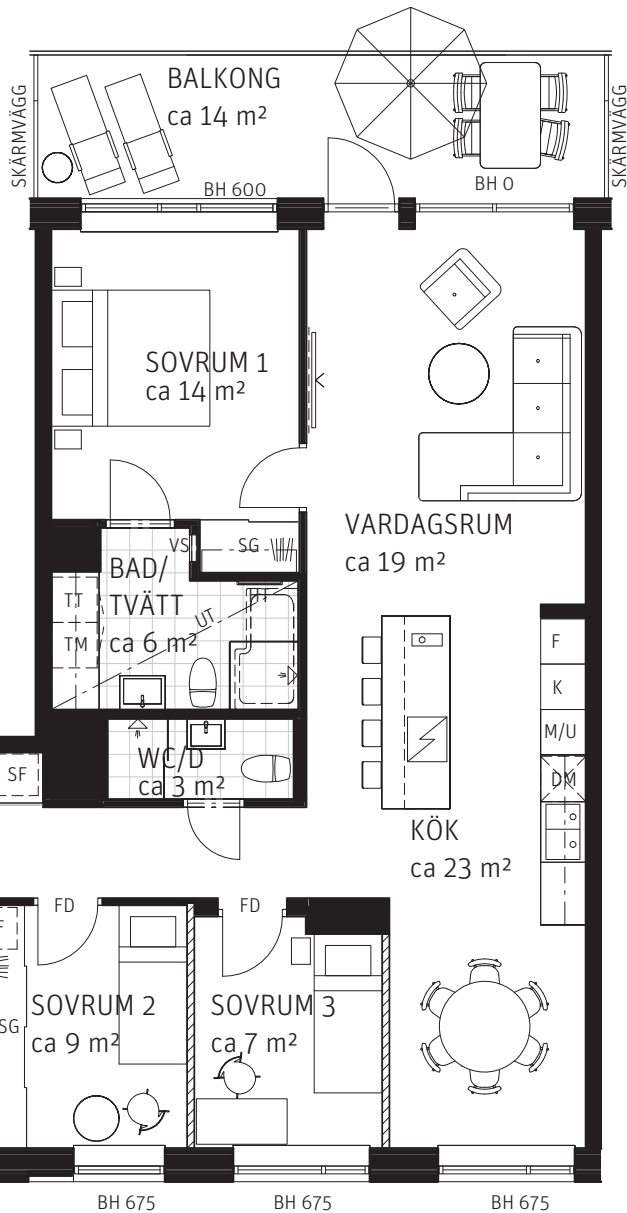 BALKONG
ca 14 m²
SKÄRMVÄGG
SKÄRMVÄGG
BH 600
BH 0
SOVRUM 1
ca 14 m²
VARDAGSRUM
ca 19 m²
VS
SG
BAD/
TVÄTT
ca 6 m²
TT
TM
UT
HT
F
K
M/U
DM
WC/D
ca 3 m²
SF
KÖK
ca 23 m²
FD
FD
F
SG
SOVRUM 2
ca 9 m²
SOVRUM 3
ca 7 m²
BH 675
BH 675
BH 675